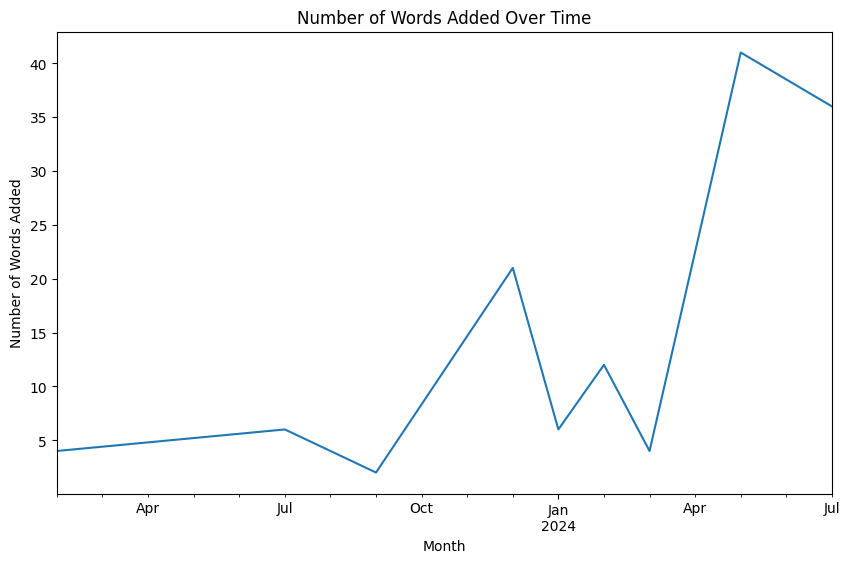 Number of Words Added Over Time
Number of Words Added
40
35
30
25
20
15
10
5
Apr
Jul
Oct
Jan
2024
Apr
Jul
Month